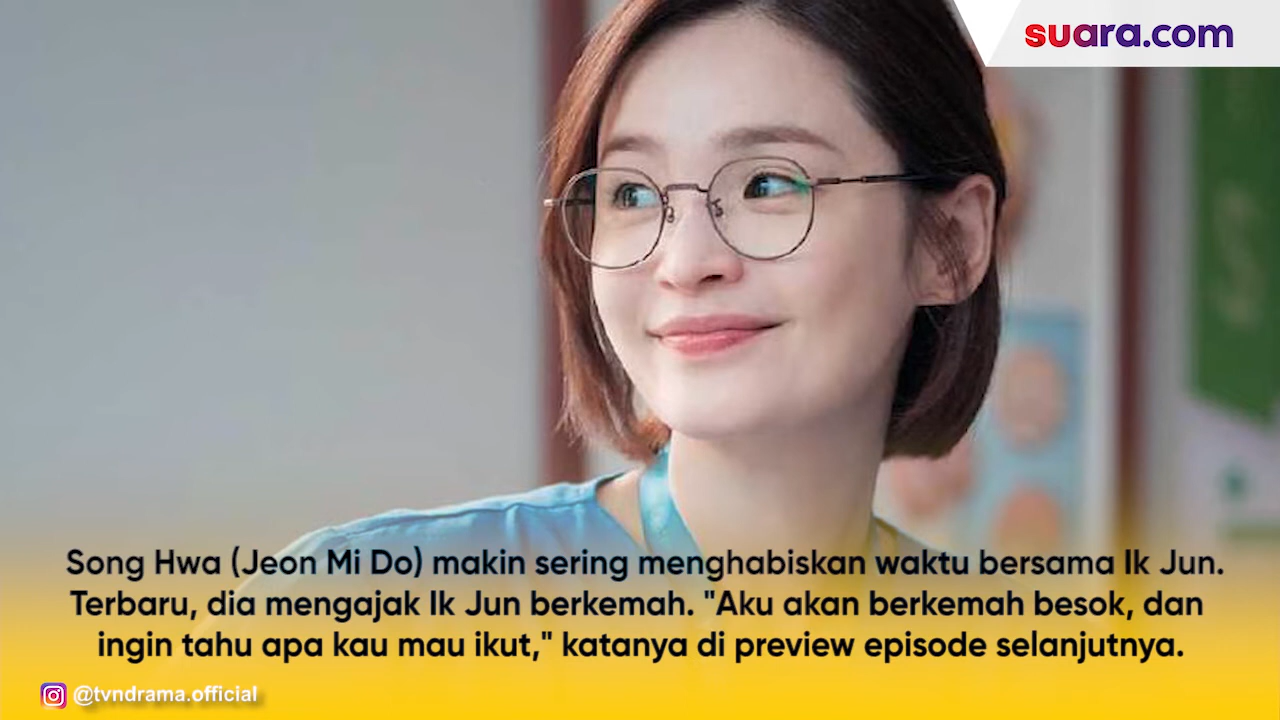 suara.com
Song Hwa (Jeon Mi Do) makin sering menghabiskan waktu bersama Ik Jun.
Terbaru, dia mengajak Ik Jun berkemah. "Aku akan berkemah besok, dan
ingin tahu apa kau mau ikut," katanya di preview episode selanjutnya.
@tvndrama.official